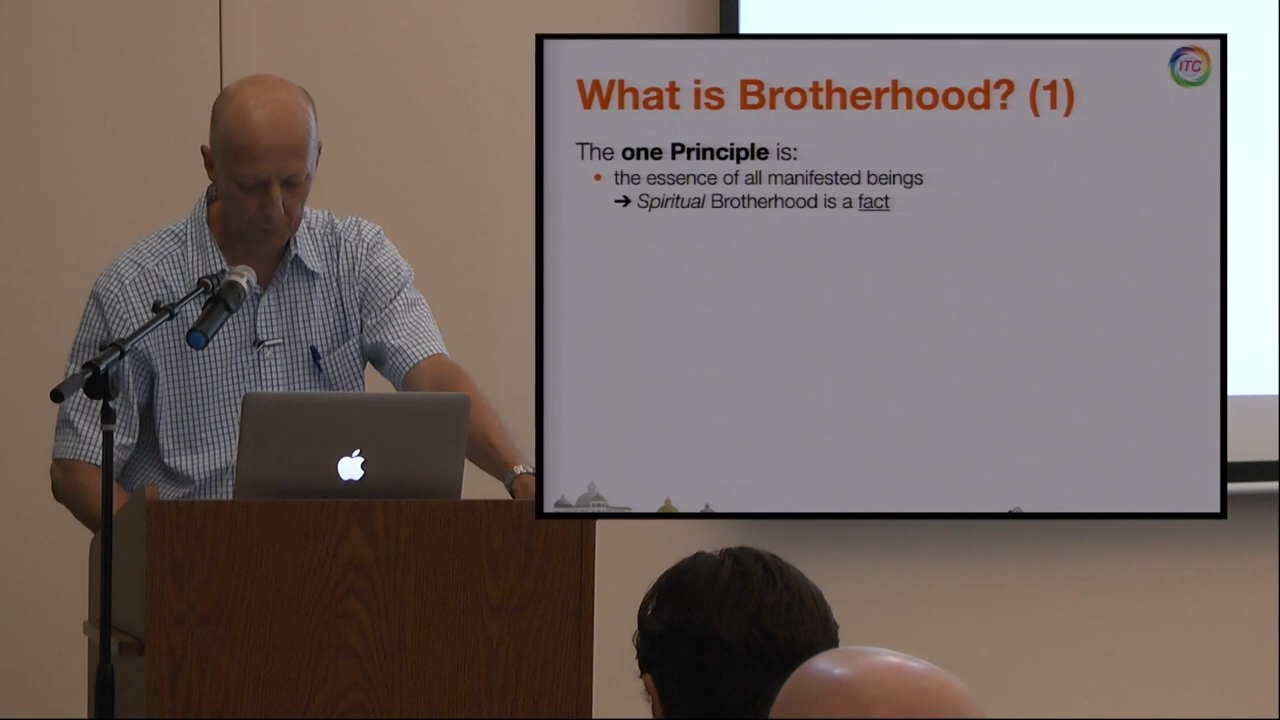 ITC
What is Brotherhood? (1)
The one Principle is:
• the essence of all manifested beings
➔ Spiritual Brotherhood is a fact